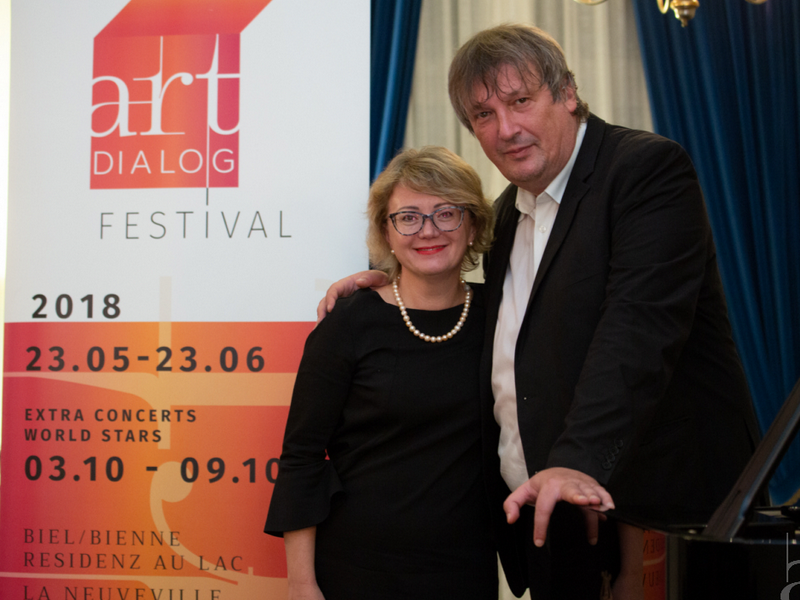 art
DIALOG
FESTIVAL
2018
23.05-23.06
EXTRA CONCERTS
WORLD STARS
03.10 - 09.10
BIEL/BIENNE
RESIDENZ AU LAC
LA NEUVEVILLE